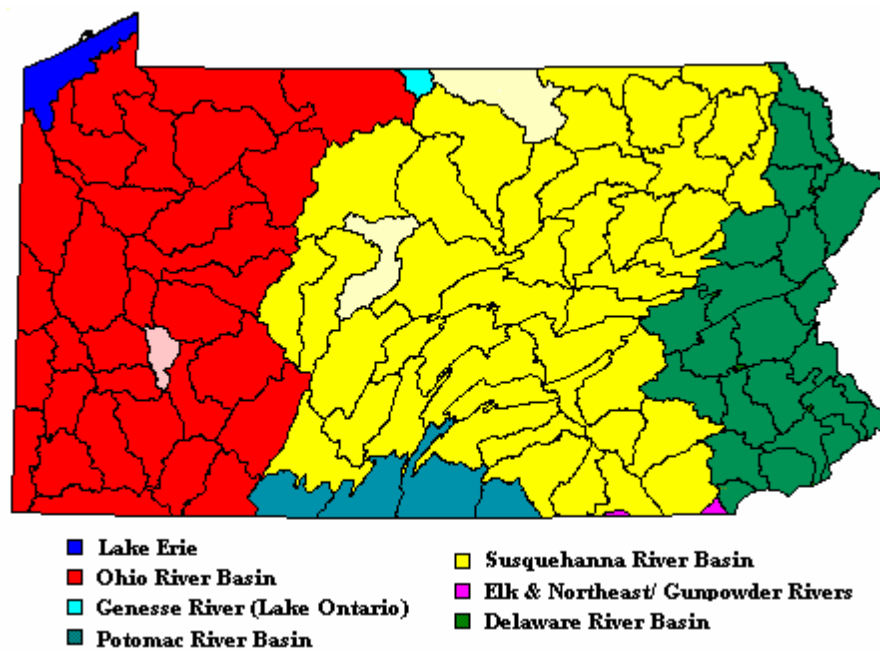 Lake Erie
Ohio River Basin
Genesse River (Lake Ontario)
Potomac River Basin
Susquehanna River Basin
Elk & Northeast/ Gunpowder Rivers
Delaware River Basin